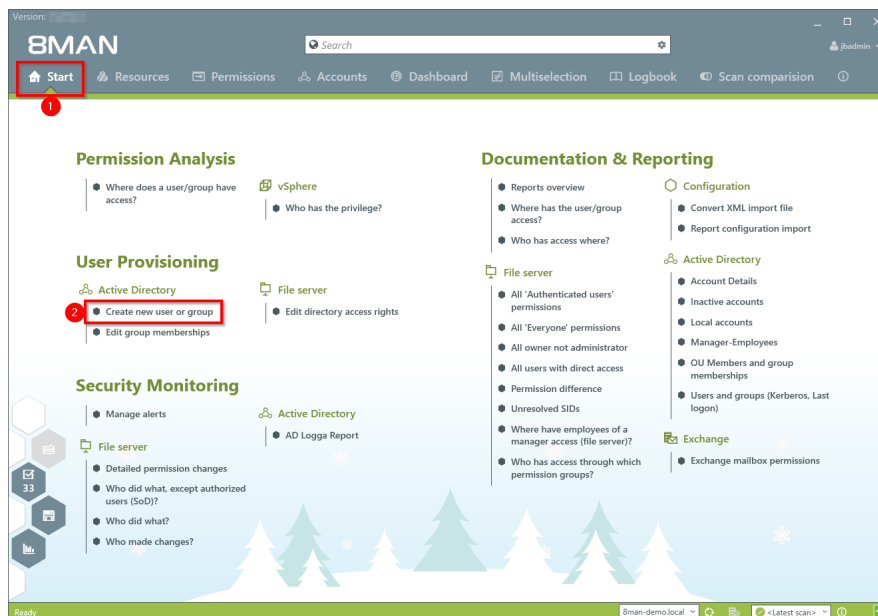 Version:
8MAN
Search
jbadmin
Start
Resources
Permissions
Accounts
Dashboard
Multiselection
Logbook
Scan comparision
1
Permission Analysis
Where does a user/group have
access?
vSphere
Who has the privilege?
User Provisioning
Active Directory
2
Create new user or group
Edit group memberships
File server
Edit directory access rights
Security Monitoring
Manage alerts
File server
Detailed permission changes
Who did what, except authorized
users (SoD)?
Who did what?
Who made changes?
Active Directory
AD Logga Report
33
Documentation & Reporting
Reports overview
Where has the user/group
access?
Who has access where?
File server
All 'Authenticated users'
permissions
All 'Everyone' permissions
All owner not administrator
All users with direct access
Permission difference
Unresolved SIDs
Where have employees of a
manager access (file server)?
Who has access through which
permission groups?
Configuration
Convert XML import file
Report configuration import
Active Directory
Account Details
Inactive accounts
Local accounts
Manager-Employees
OU Members and group
memberships
Users and groups (Kerberos, Last
logon)
Exchange
Exchange mailbox permissions
Ready
8man-demo.local
<Latest scan>